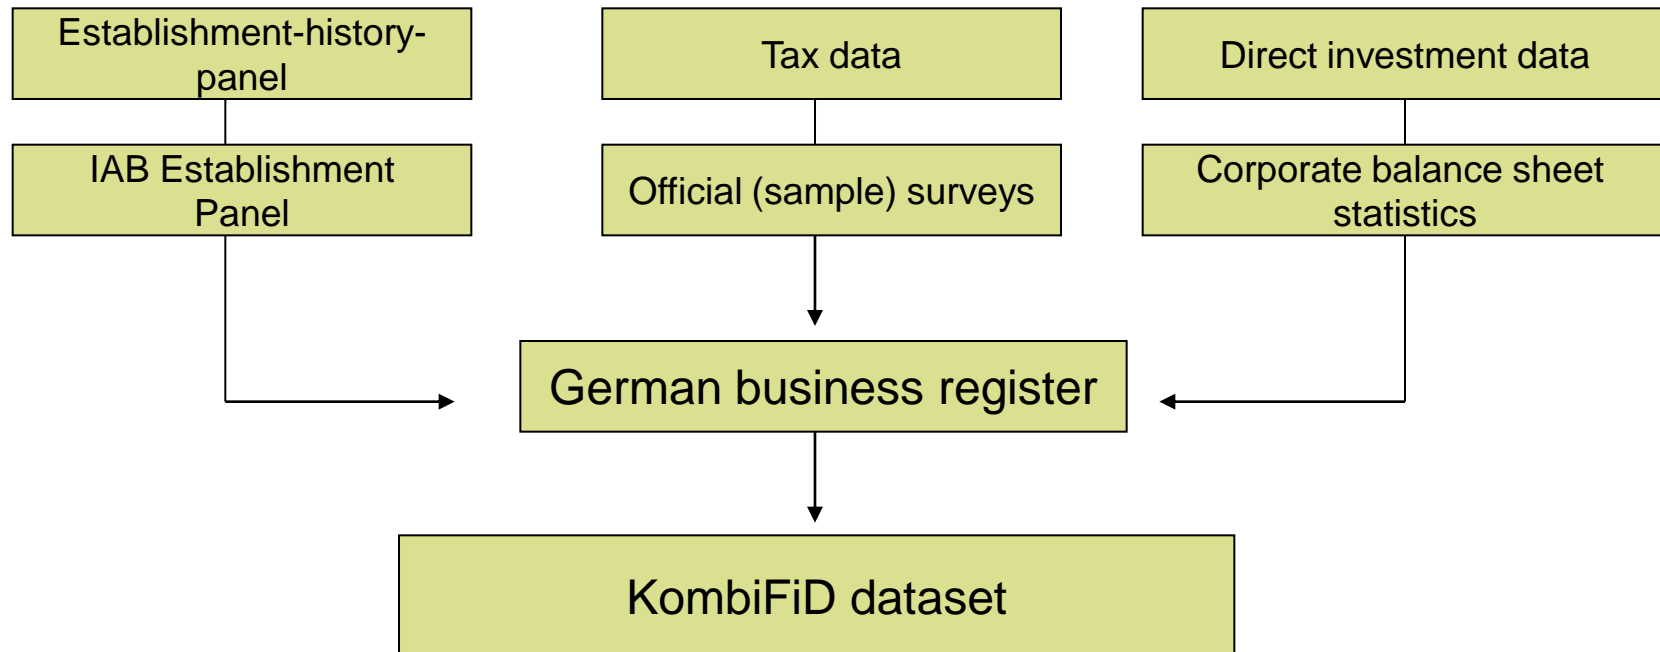 Establishment-history-
panel
Tax data
Direct investment data
IAB Establishment
Panel
Official (sample) surveys
Corporate balance sheet
statistics
German business register
KombiFiD dataset